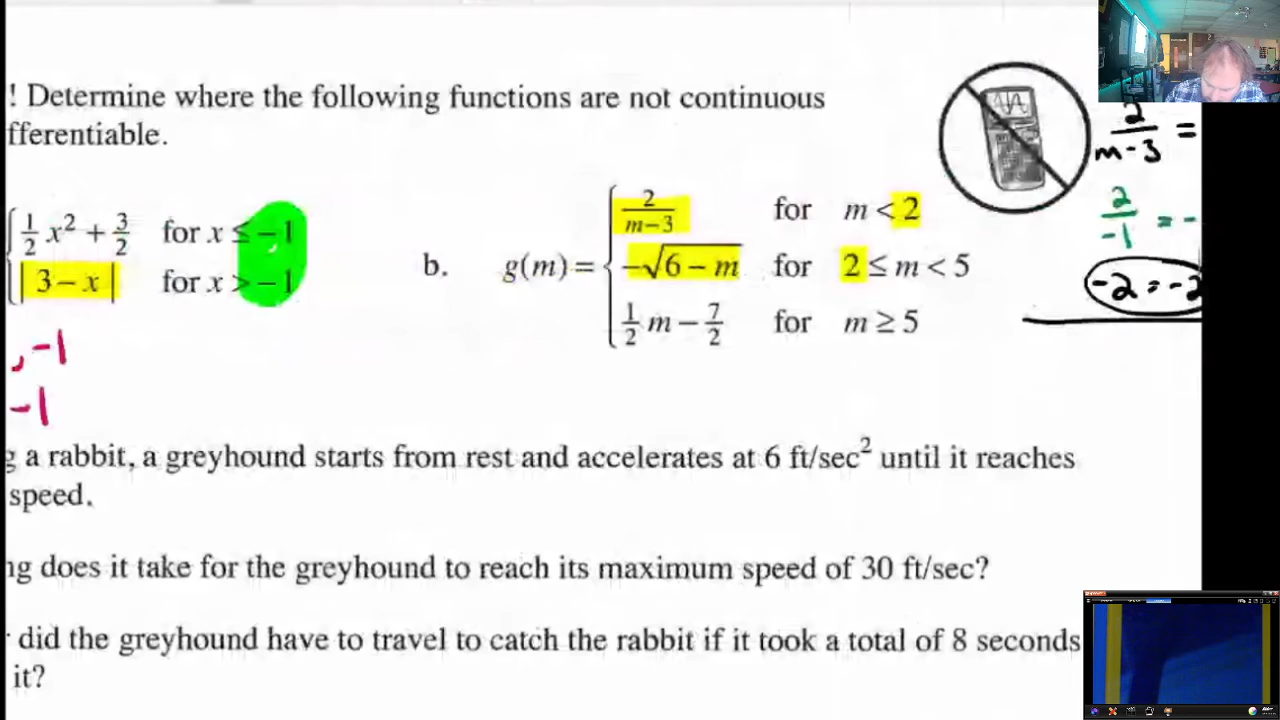 ! Determine where the following functions are not continuous
fferentiable.
1/2 x² + 3/2 for x ≤ -1
| 3 - x | for x > -1
, -1
-1
b. g(m) = { 2/(m-3) for m < 2
-√(6 - m) for 2 ≤ m < 5
1/2 m - 7/2 for m ≥ 5
2/(m-3) =
2/-1 = -
-2 = -2
g a rabbit, a greyhound starts from rest and accelerates at 6 ft/sec² until it reaches
speed.
ng does it take for the greyhound to reach its maximum speed of 30 ft/sec?
did the greyhound have to travel to catch the rabbit if it took a total of 8 seconds
it?